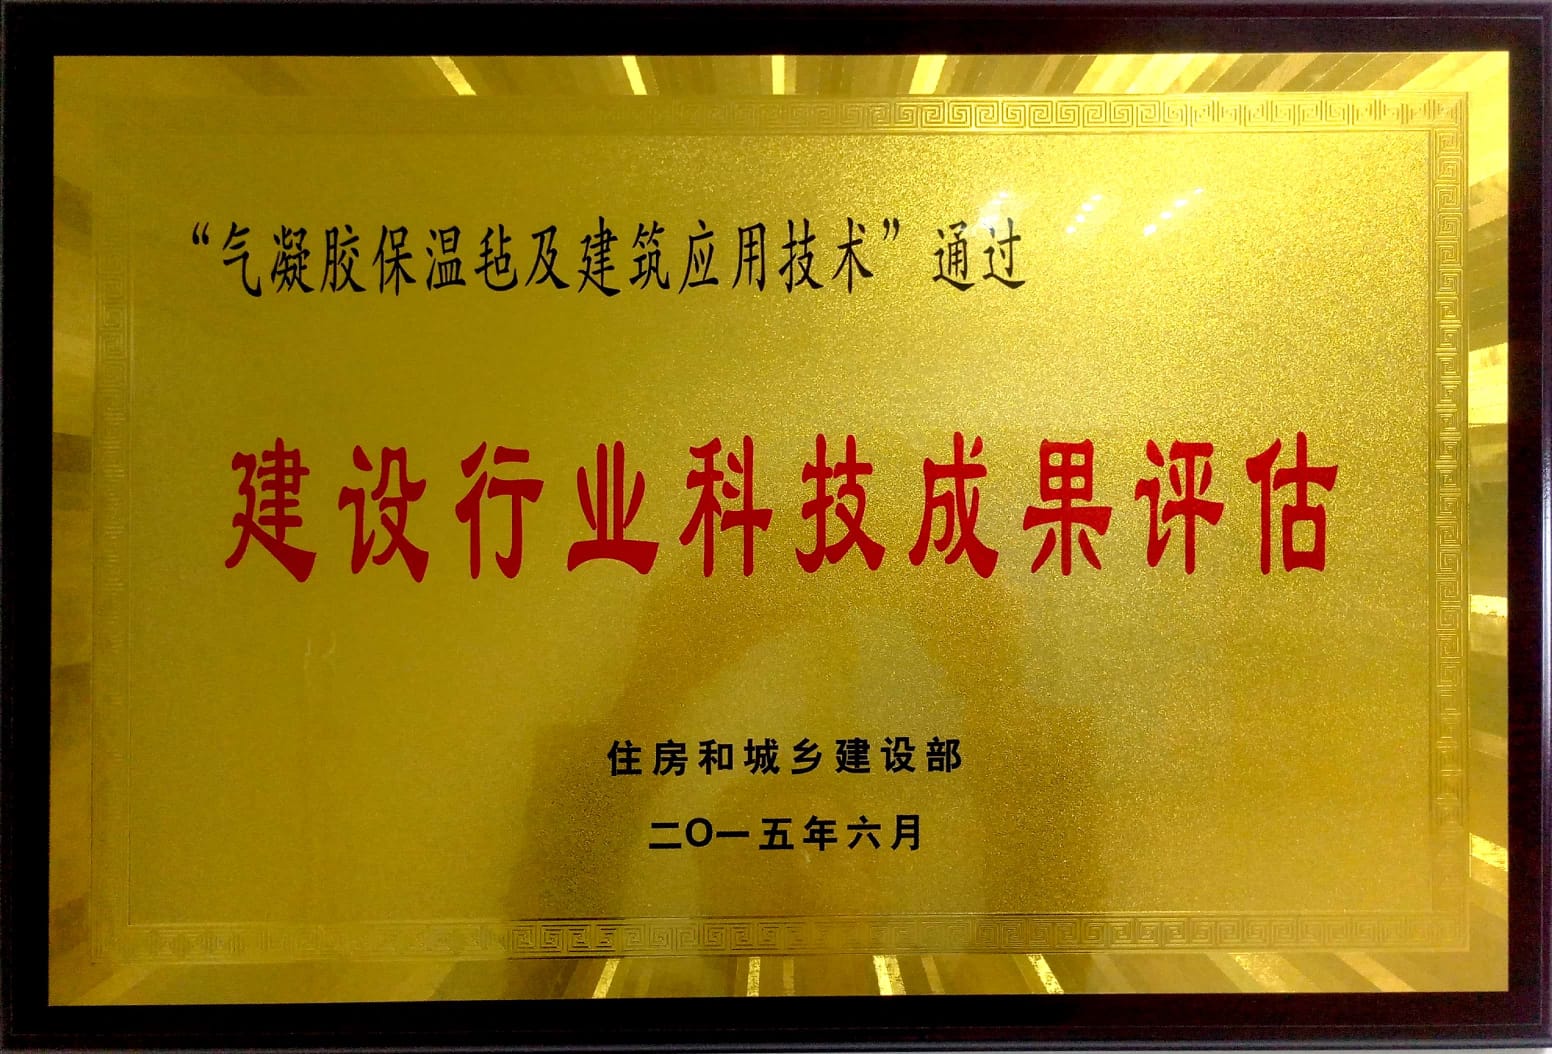 “气凝胶保温毡及建筑应用技术”通过
建设行业科技成果评估
住房和城乡建设部
二〇一五年六月